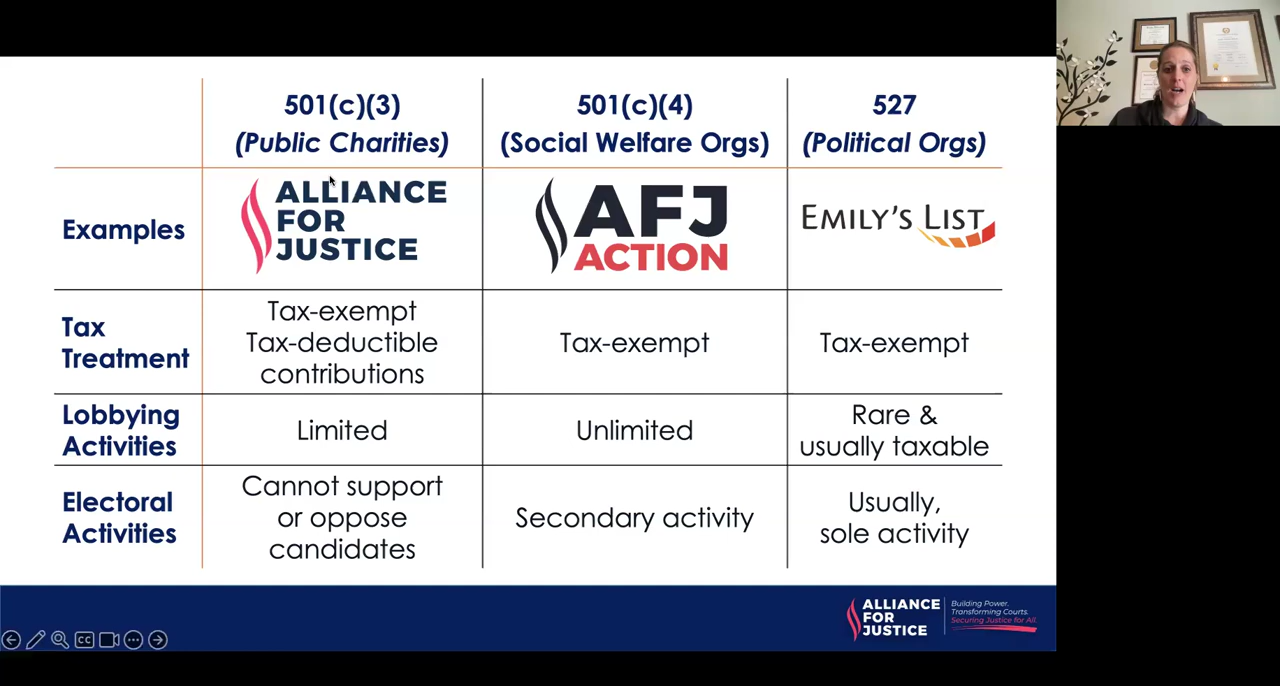 501(c)(3)
(Public Charities)
501(c)(4)
(Social Welfare Orgs)
527
(Political Orgs)
Examples
ALLIANCE
FOR
JUSTICE
AFJ
ACTION
EMILY'S LIST
Tax
Treatment
Tax-exempt
Tax-deductible
contributions
Tax-exempt
Tax-exempt
Lobbying
Activities
Limited
Unlimited
Rare &
usually taxable
Electoral
Activities
Cannot support
or oppose
candidates
Secondary activity
Usually,
sole activity
CC
ALLIANCE
FOR
JUSTICE
Building Power.
Transforming Courts.
Securing Justice for All.